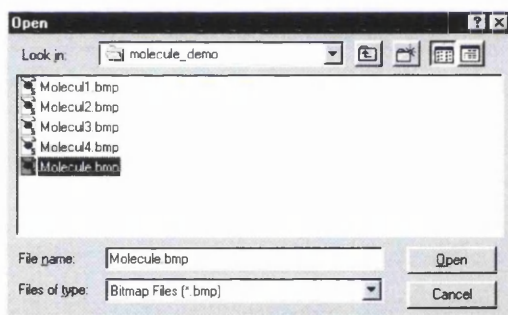 Open
Look in: molecule_demo
Molecul1.bmp
Molecul2.bmp
Molecul3.bmp
Molecul4.bmp
Molecule.bmp
File name: Molecule.bmp Open
Files of type: Bitmap Files (*.bmp) Cancel